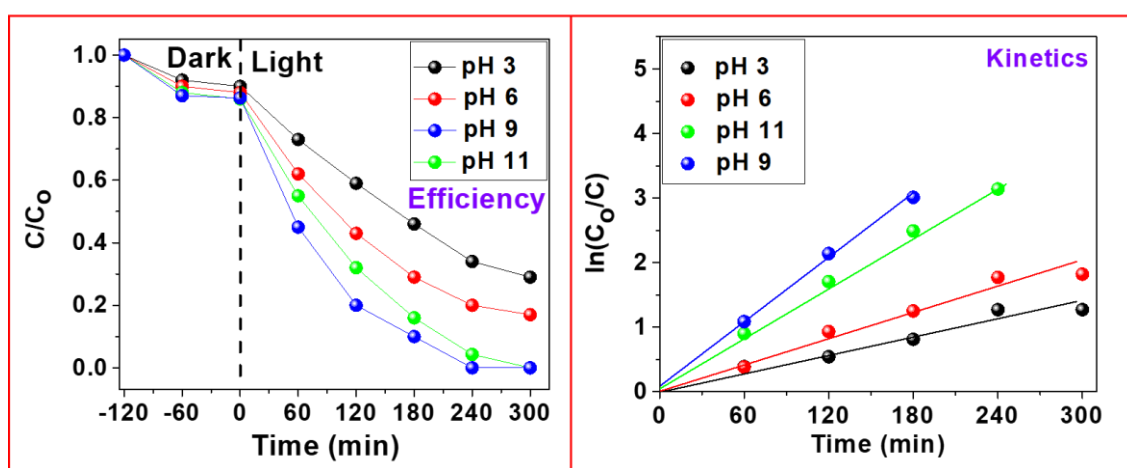 Dark Light
pH 3
pH 6
pH 9
pH 11
Efficiency
C/Co
1.0
0.8
0.6
0.4
0.2
0.0
-120 -60 0 60 120 180 240 300
Time (min)
Kinetics
pH 3
pH 6
pH 11
pH 9
ln(Co/C)
5
4
3
2
1
0
0 60 120 180 240 300
Time (min)